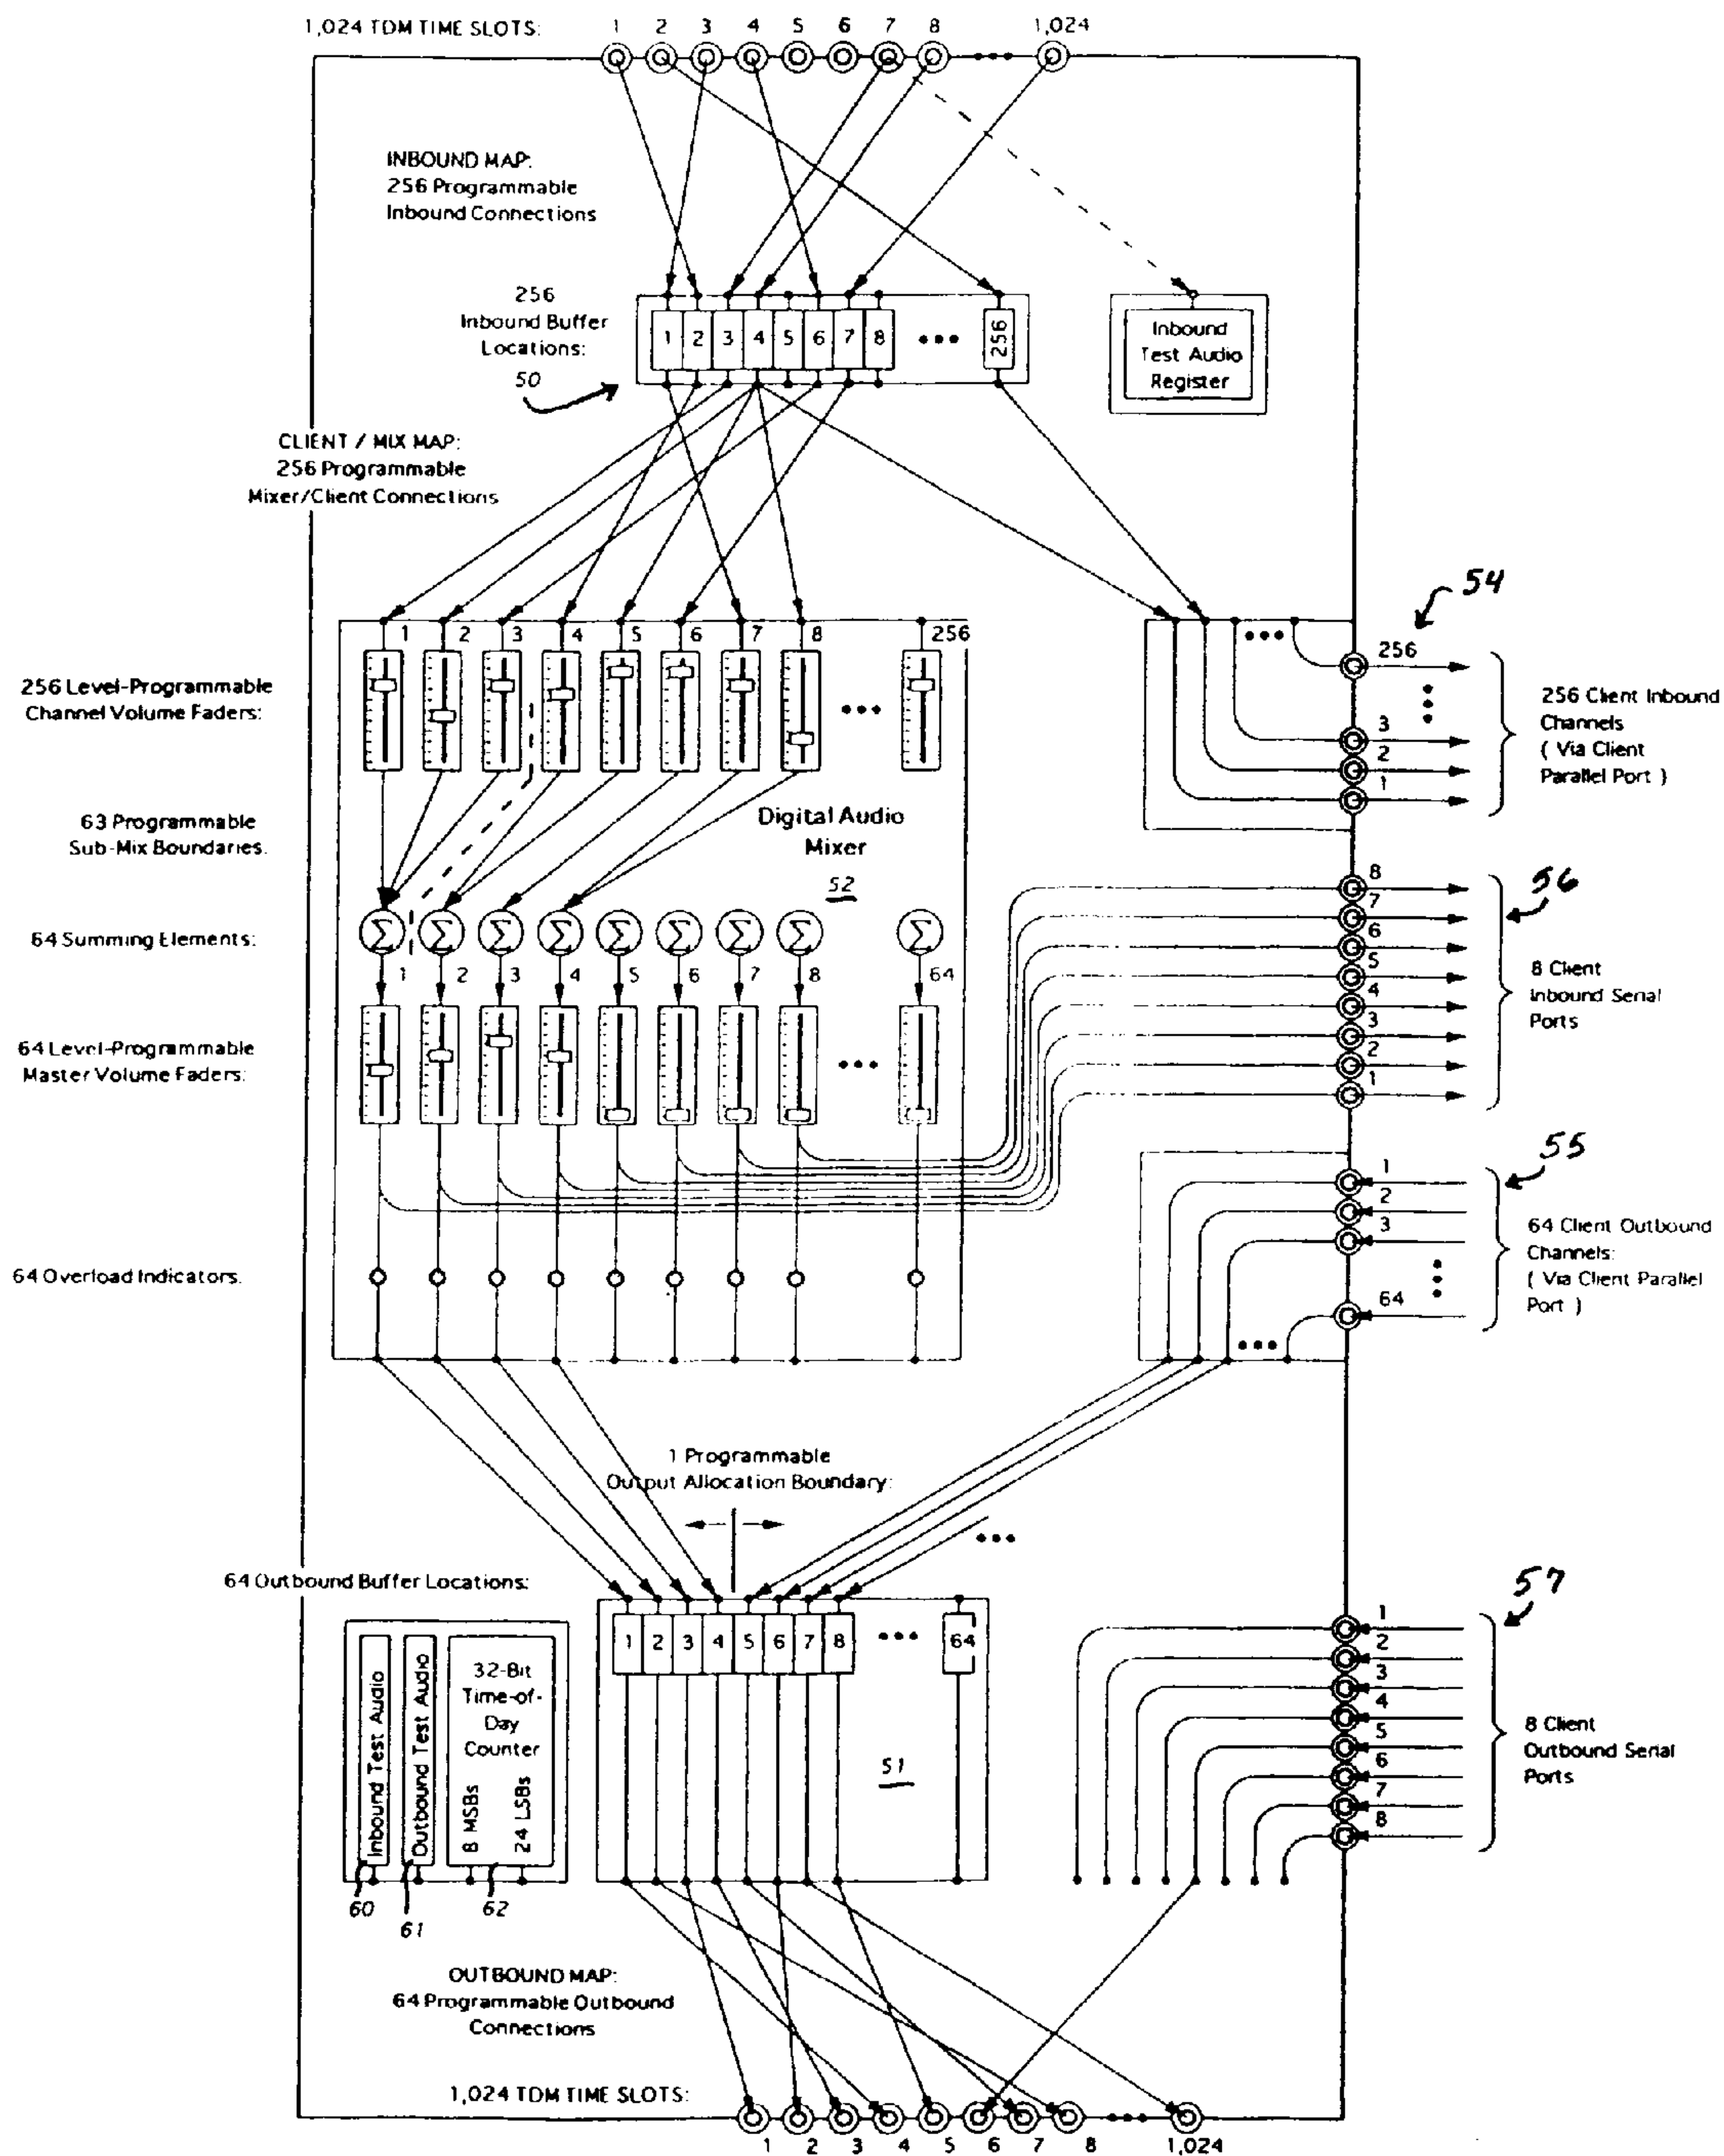 1,024 TDM TIME SLOTS: 1 2 3 4 5 6 7 8 1,024
INBOUND MAP:
256 Programmable
Inbound Connections
256
Inbound Buffer
Locations:
50
1 2 3 4 5 6 7 8 ••• 256
Inbound
Test Audio
Register
CLIENT / MIX MAP:
256 Programmable
Mixer/Client Connections
54
1 2 3 4 5 6 7 8 256
256 Level-Programmable
Channel Volume Faders:
•••
256
3
2
1
256 Client Inbound
Channels
( Via Client
Parallel Port )
63 Programmable
Sub-Mix Boundaries.
Digital Audio
Mixer
52
64 Summing Elements:
Σ Σ Σ Σ Σ Σ Σ Σ Σ
1 2 3 4 5 6 7 8 64
8
7
6
5
4
3
2
1
56
8 Client
Inbound Serial
Ports
64 Level-Programmable
Master Volume Faders:
•••
55
1
2
3
64
64 Client Outbound
Channels:
( Via Client Parallel
Port )
64 Overload Indicators.
1 Programmable
Output Allocation Boundary:
64 Outbound Buffer Locations:
1 2 3 4 5 6 7 8 ••• 64
51
Inbound Test Audio
Outbound Test Audio
32-Bit
Time-of-
Day
Counter
8 MSBs
24 LSBs
60
61
62
57
1
2
3
4
5
6
7
8
8 Client
Outbound Serial
Ports
OUTBOUND MAP:
64 Programmable Outbound
Connections
1,024 TDM TIME SLOTS:
1 2 3 4 5 6 7 8 1,024